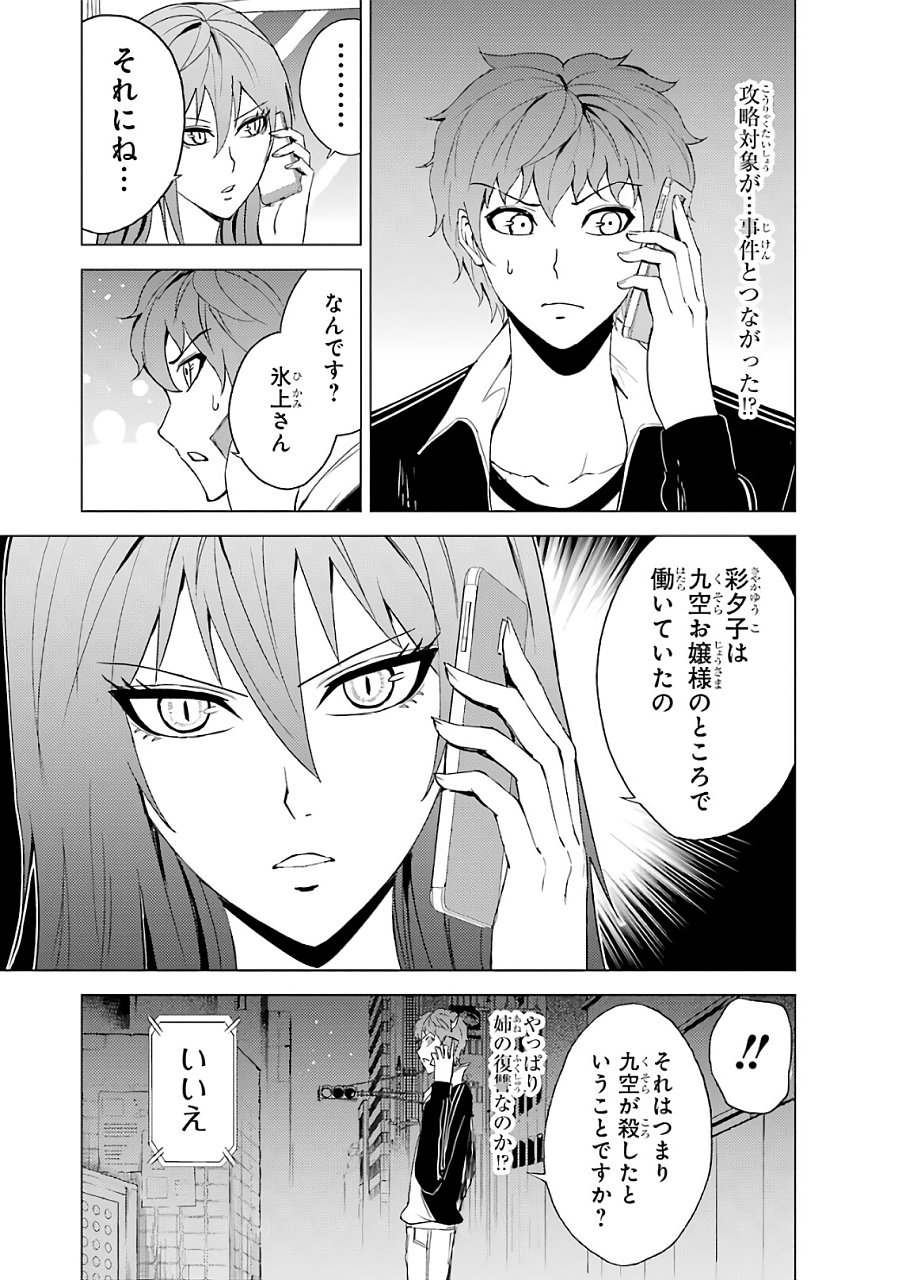 攻略対象が…事件とつながった!?
………
それにね…
なんです?
氷上さん
彩夕子は
九空お嬢様のところで
働いていたの
!!
それはつまり
九空が殺したと
いうことですか?
やっぱり
姉の復讐なのか!?
いいえ